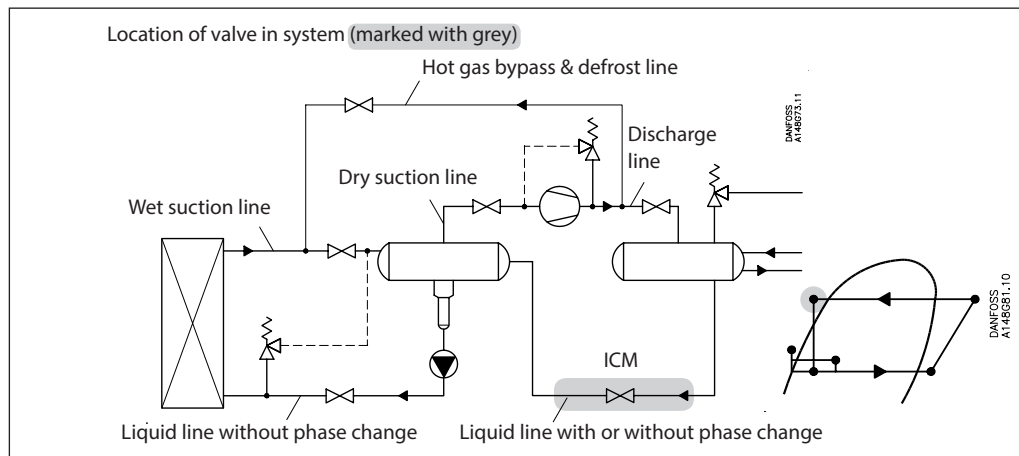 Location of valve in system (marked with grey)
Hot gas bypass & defrost line
DANFOSS
A148G73.11
Discharge
line
Dry suction line
Wet suction line
DANFOSS
A148G81.10
ICM
Liquid line without phase change
Liquid line with or without phase change